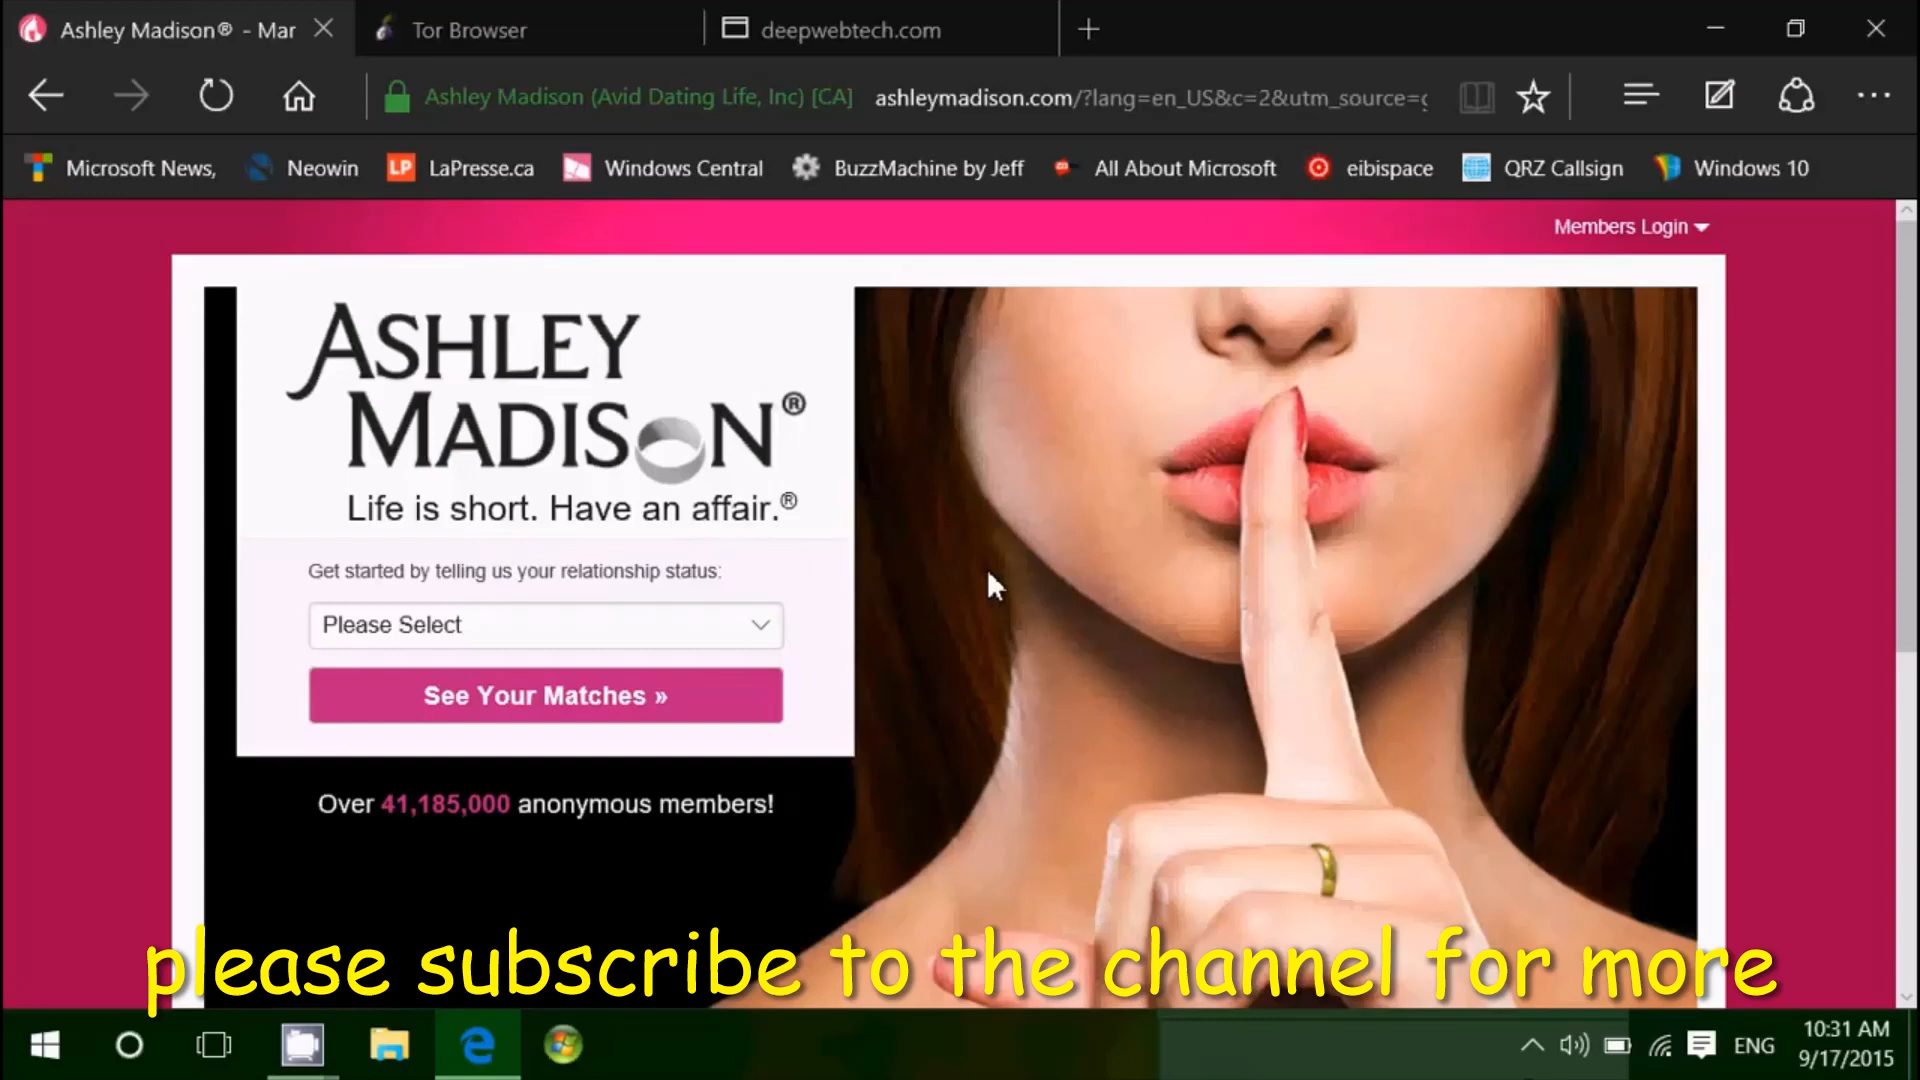 Ashley Madison® - Mar
Tor Browser
deepwebtech.com
Ashley Madison (Avid Dating Life, Inc) [CA]
ashleymadison.com/?lang=en_US&c=2&utm_source=
Microsoft News,
Neowin
LP
LaPresse.ca
Windows Central
BuzzMachine by Jeff
All About Microsoft
eibispace
QRZ Callsign
Windows 10
Members Login
ASHLEY
MADISON®
Life is short. Have an affair.®
Get started by telling us your relationship status:
Please Select
See Your Matches »
Over 41,185,000 anonymous members!
please subscribe to the channel for more
ENG
10:31 AM
9/17/2015